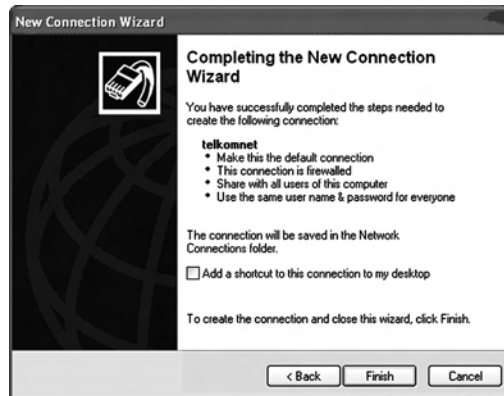 New Connection Wizard
Completing the New Connection
Wizard
You have successfully completed the steps needed to
create the following connection:
telkomnet
* Make this the default connection
* This connection is firewalled
* Share with all users of this computer
* Use the same user name & password for everyone
The connection will be saved in the Network
Connections folder.
Add a shortcut to this connection to my desktop
To create the connection and close this wizard, click Finish.
< Back
Finish
Cancel